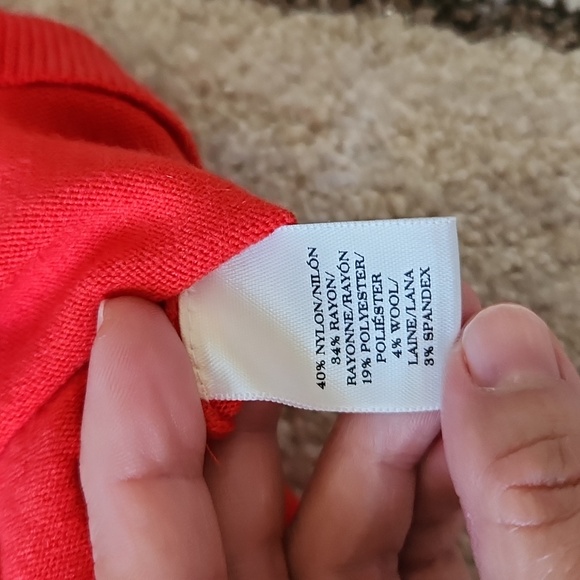 40% NYLON/NILÓN
34% RAYON/
RAYONNE/RAYÓN
19% POLYESTER/
POLIÉSTER
4% WOOL/
LAINE/LANA
3% SPANDEX